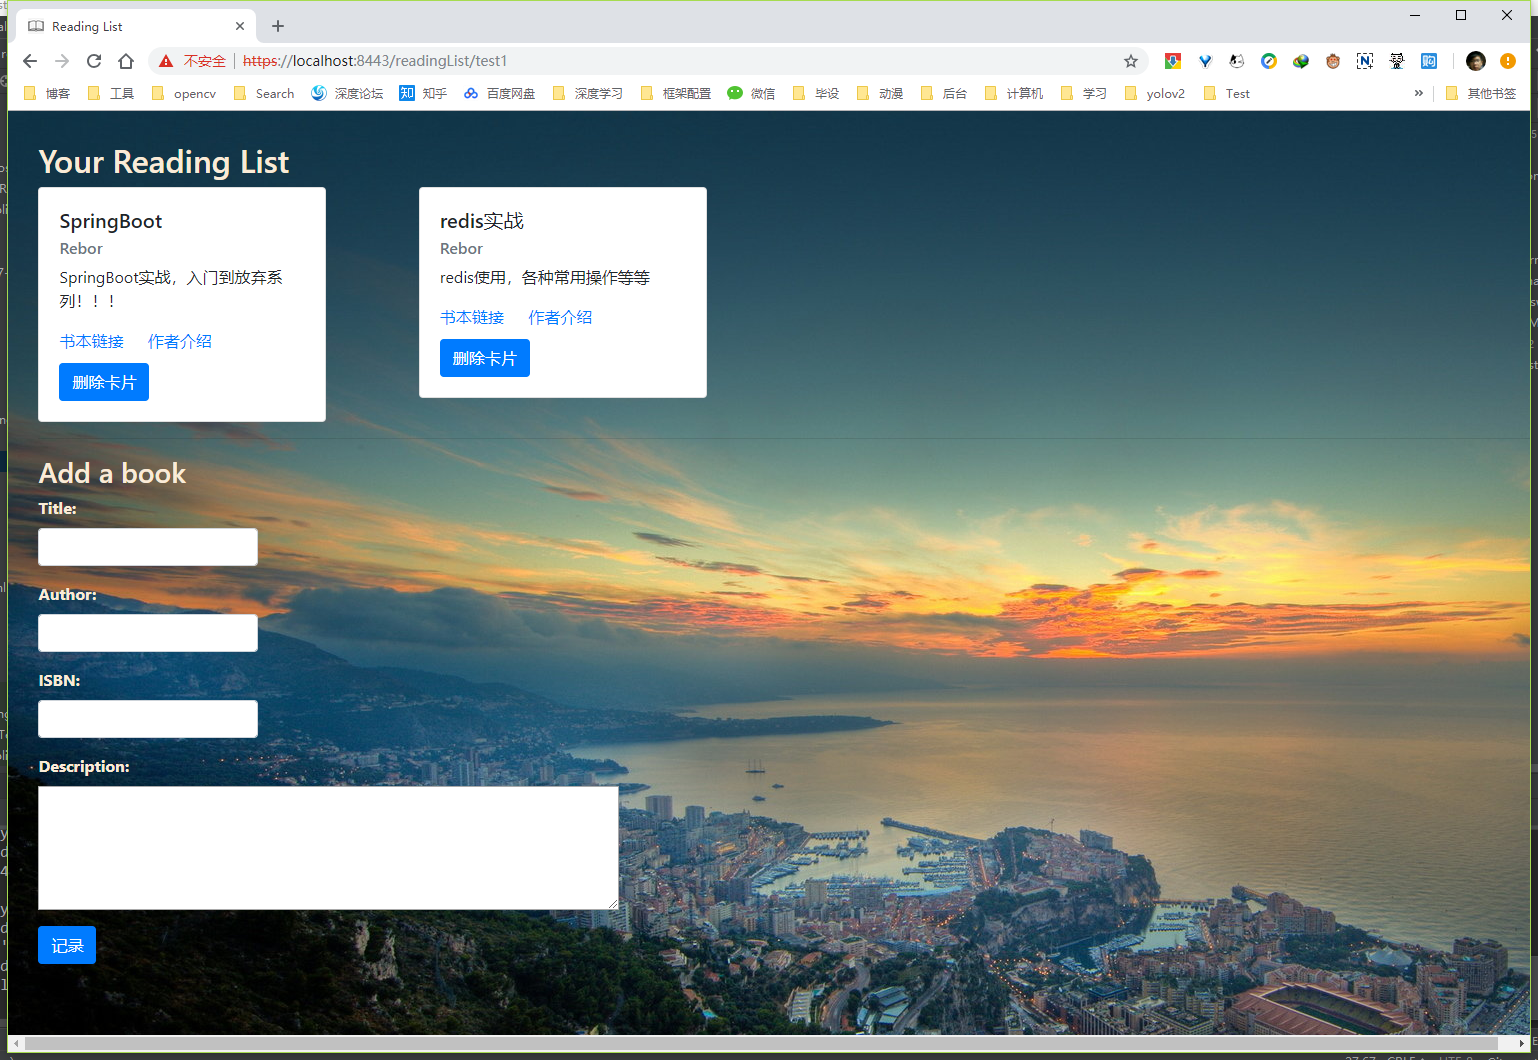 Reading List
不安全 https://localhost:8443/readingList/test1
博客 工具 opencv Search 深度论坛 知 知乎 百度网盘 深度学习 框架配置 微信 毕设 动漫 后台 计算机 学习 yolov2 Test » 其他书签
Your Reading List
SpringBoot
Rebor
SpringBoot实战，入门到放弃系
列！！！
书本链接 作者介绍
删除卡片
redis实战
Rebor
redis使用，各种常用操作等等
书本链接 作者介绍
删除卡片
Add a book
Title:
Author:
ISBN:
Description:
记录